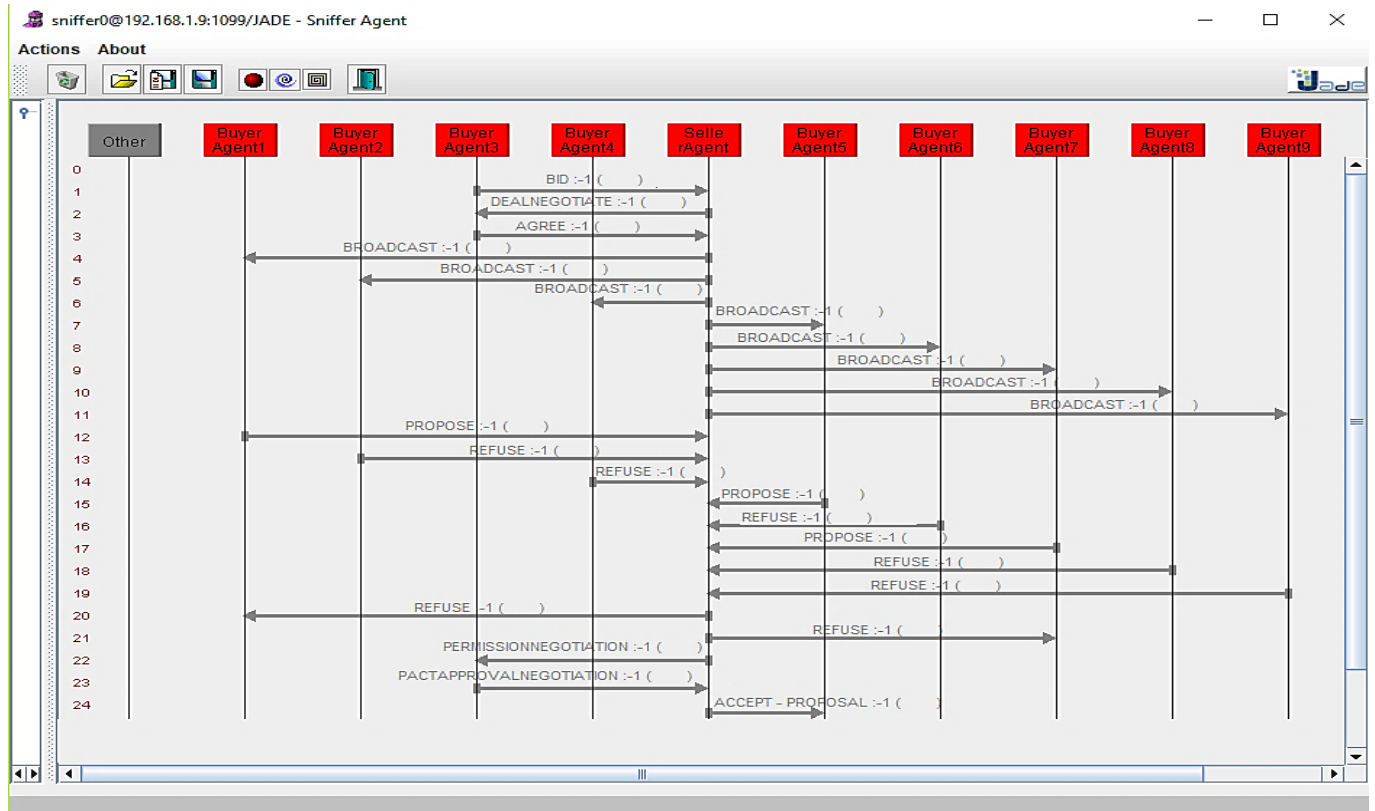 sniffer0@192.168.1.9:1099/JADE - Sniffer Agent
Actions About
Jade
Other
Buyer
Agent1
Buyer
Agent2
Buyer
Agent3
Buyer
Agent4
Selle
rAgent
Buyer
Agent5
Buyer
Agent6
Buyer
Agent7
Buyer
Agent8
Buyer
Agent9
0
BID :-1 ( )
1
DEALNEGOTIATE :-1 ( )
2
AGREE :-1 ( )
3
BROADCAST :-1 ( )
4
BROADCAST :-1 ( )
5
BROADCAST :-1 ( )
6
BROADCAST :-1 ( )
7
BROADCAST :-1 ( )
8
BROADCAST :-1 ( )
9
BROADCAST :-1 ( )
10
BROADCAST :-1 ( )
11
PROPOSE :-1 ( )
12
REFUSE :-1 ( )
13
REFUSE :-1 ( )
14
PROPOSE :-1 ( )
15
REFUSE :-1 ( )
16
PROPOSE :-1 ( )
17
REFUSE :-1 ( )
18
REFUSE :-1 ( )
19
REFUSE :-1 ( )
20
REFUSE :-1 ( )
21
PERMISSIONNEGOTIATION :-1 ( )
22
PACTAPPROVALNEGOTIATION :-1 ( )
23
ACCEPT - PROPOSAL :-1 ( )
24